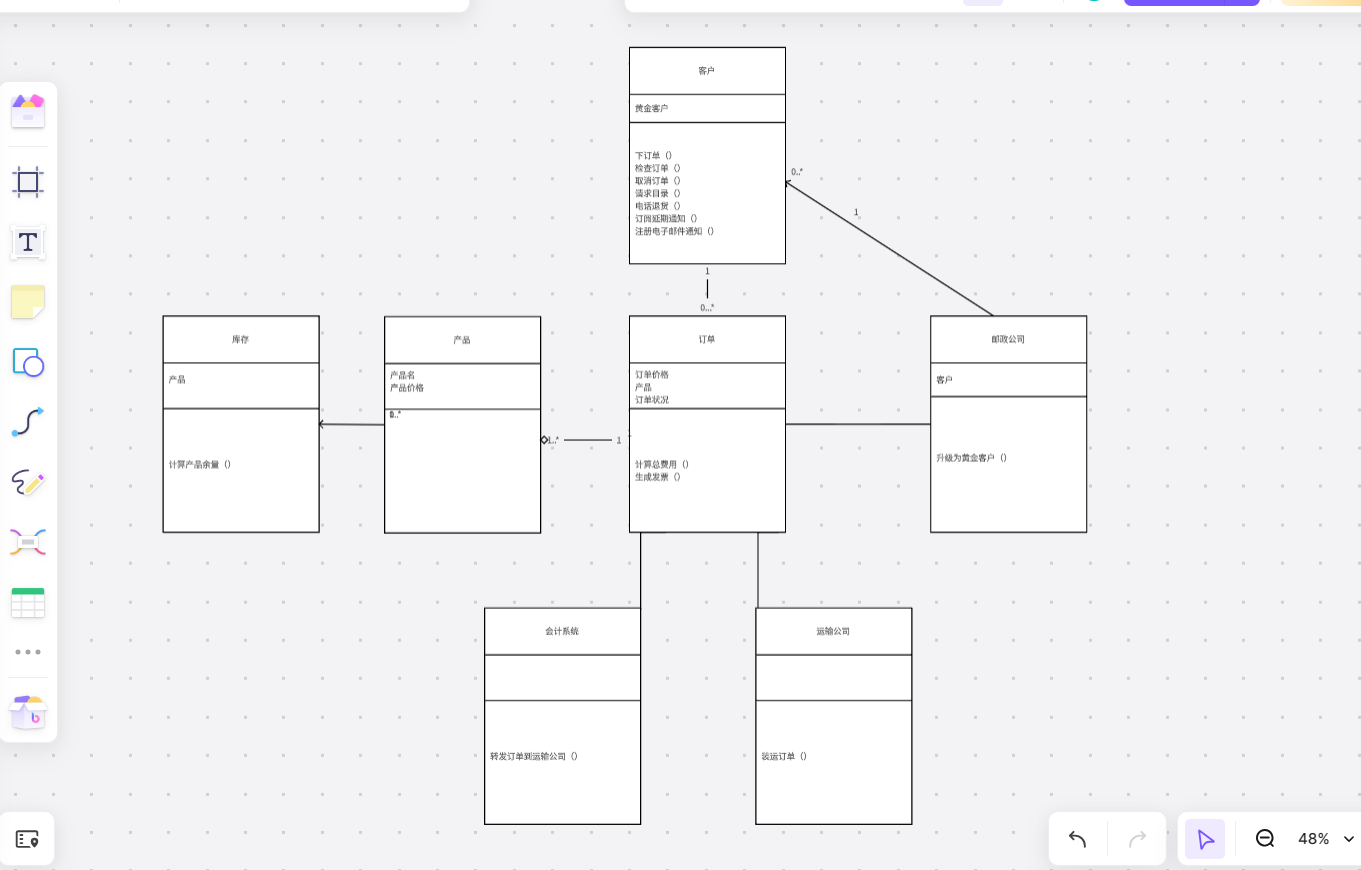 客户
黄金客户
下订单（）
检查订单（）
取消订单（）
请求目录（）
电话退货（）
订阅延期通知（）
注册电子邮件通知（）
0..*
1
1
0...*
库存
产品
计算产品余量（）
产品
产品名
产品价格
1..*
1
订单
订单价格
产品
订单状况
计算总费用（）
生成发票（）
邮政公司
客户
升级为黄金客户（）
会计系统
转发订单到运输公司（）
运输公司
装运订单（）
T
48%